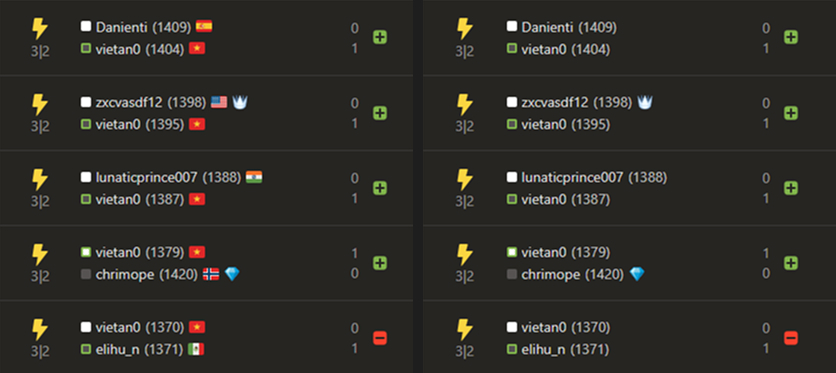 Danienti (1409) 0
3|2 vietan0 (1404) 1
zxcvasdf12 (1398) 0
3|2 vietan0 (1395) 1
lunaticprince007 (1388) 0
3|2 vietan0 (1387) 1
vietan0 (1379) 1
3|2 chrimope (1420) 0
vietan0 (1370) 0
3|2 elihu_n (1371) 1
Danienti (1409) 0
3|2 vietan0 (1404) 1
zxcvasdf12 (1398) 0
3|2 vietan0 (1395) 1
lunaticprince007 (1388) 0
3|2 vietan0 (1387) 1
vietan0 (1379) 1
3|2 chrimope (1420) 0
vietan0 (1370) 0
3|2 elihu_n (1371) 1